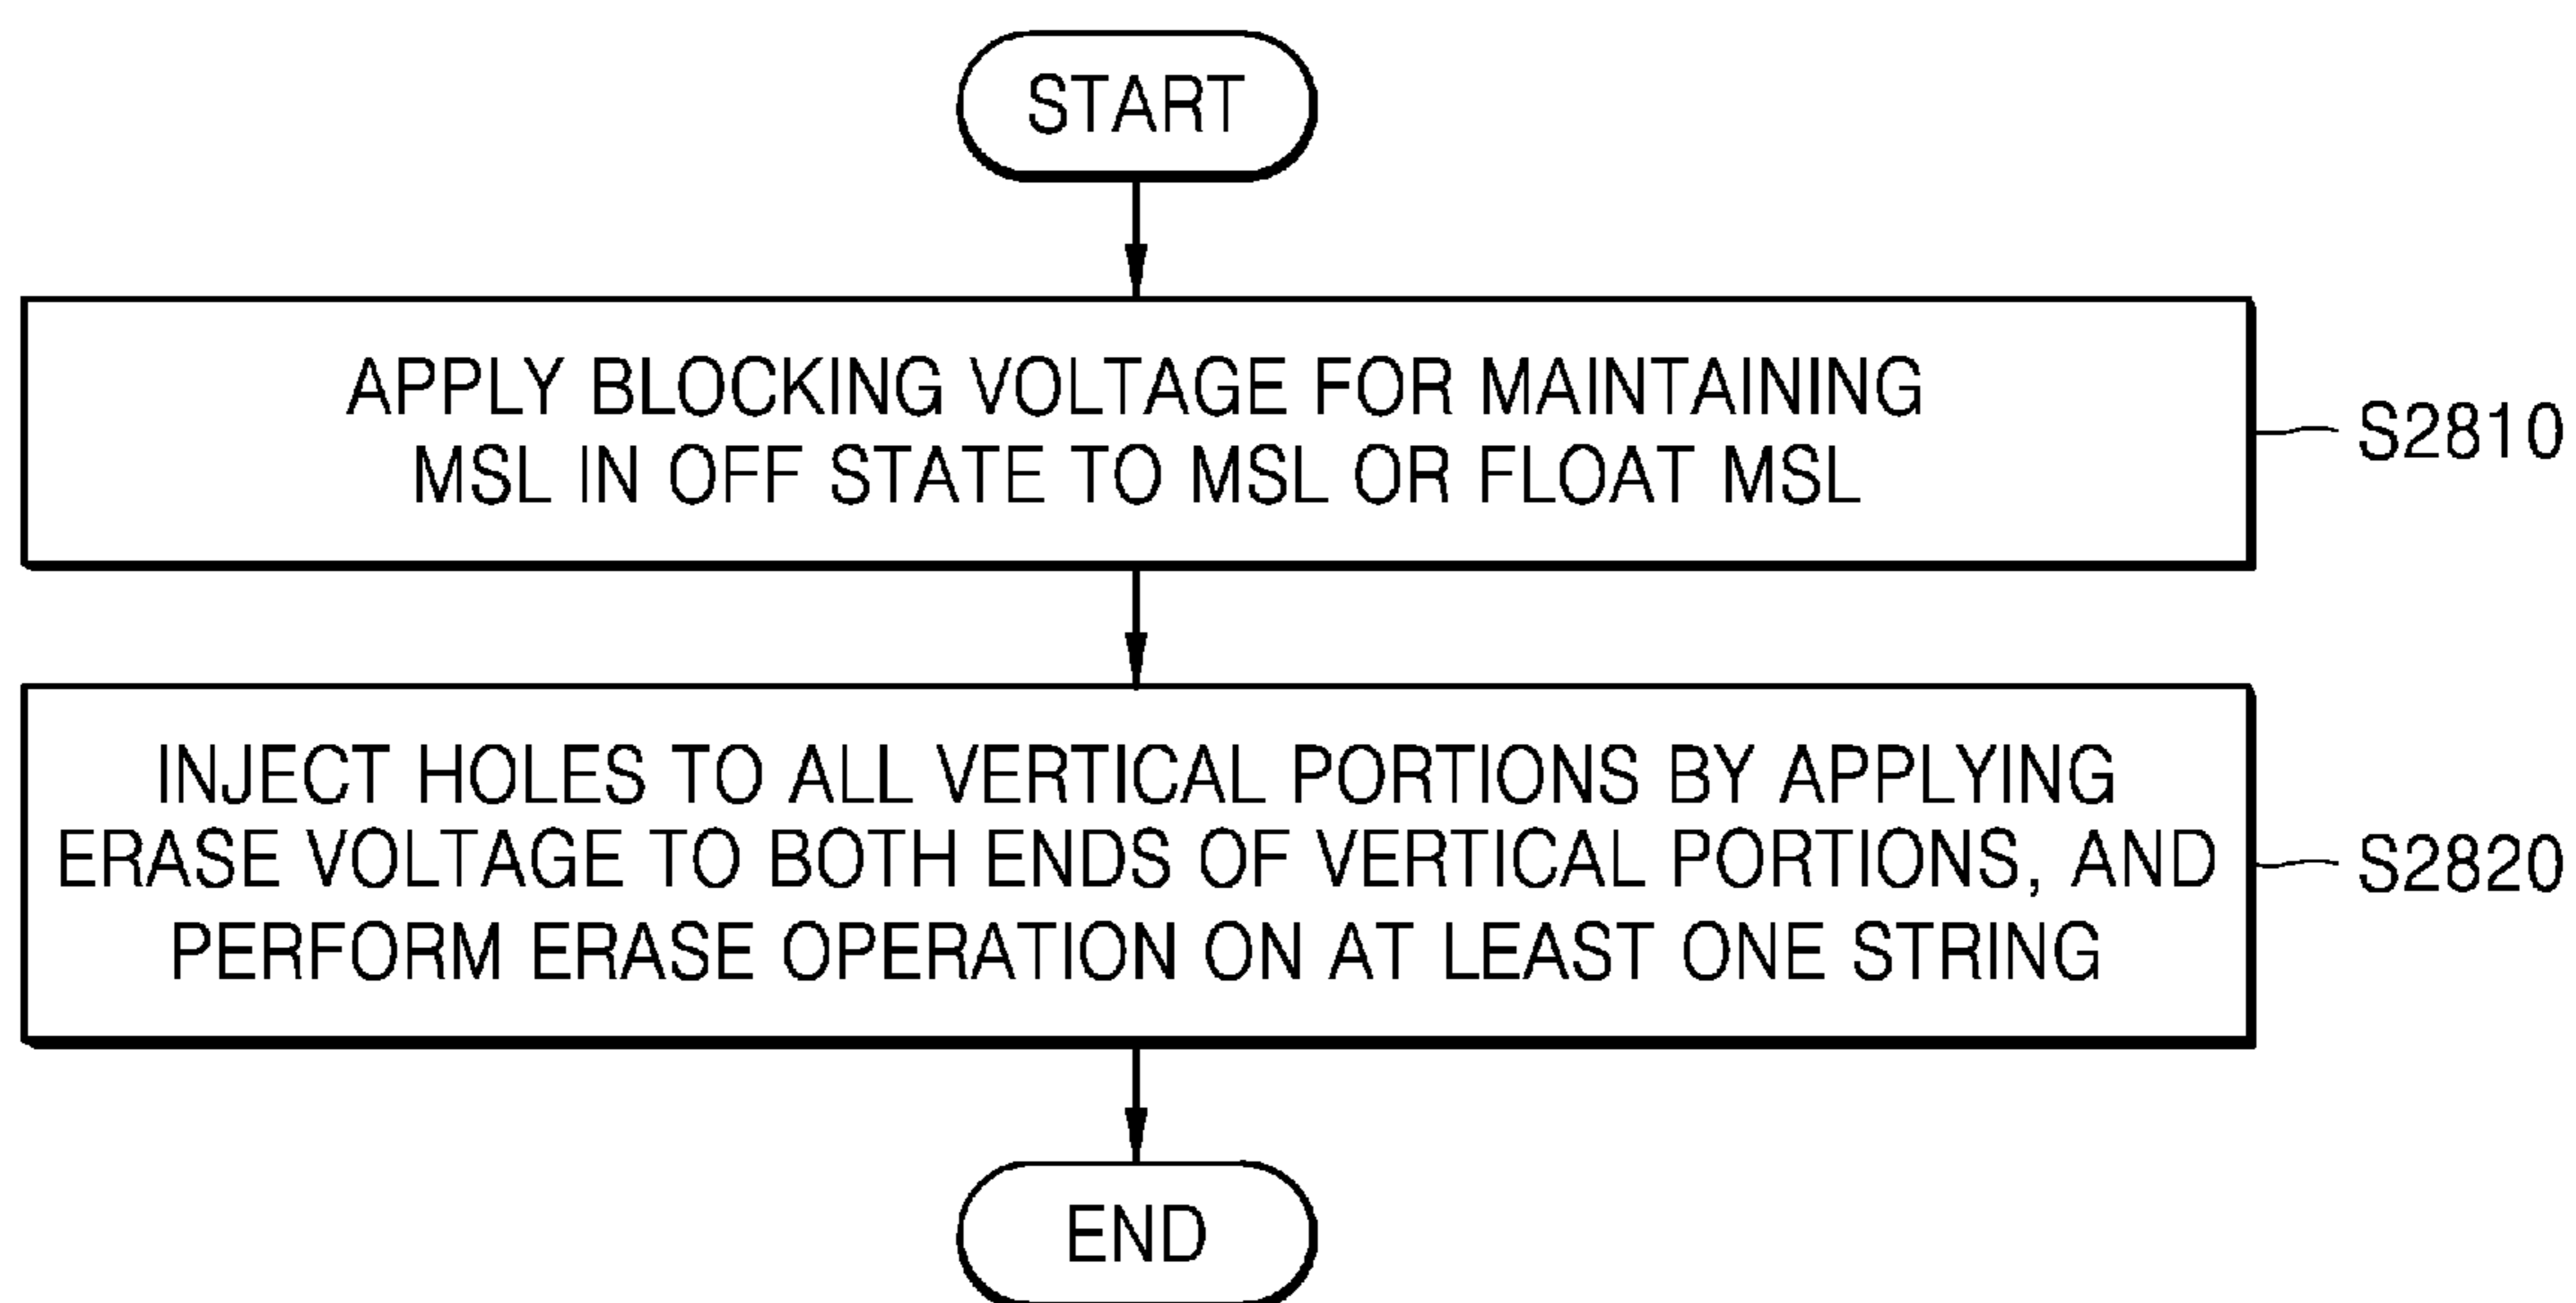 START
APPLY BLOCKING VOLTAGE FOR MAINTAINING
MSL IN OFF STATE TO MSL OR FLOAT MSL
S2810
INJECT HOLES TO ALL VERTICAL PORTIONS BY APPLYING
ERASE VOLTAGE TO BOTH ENDS OF VERTICAL PORTIONS, AND
PERFORM ERASE OPERATION ON AT LEAST ONE STRING
S2820
END